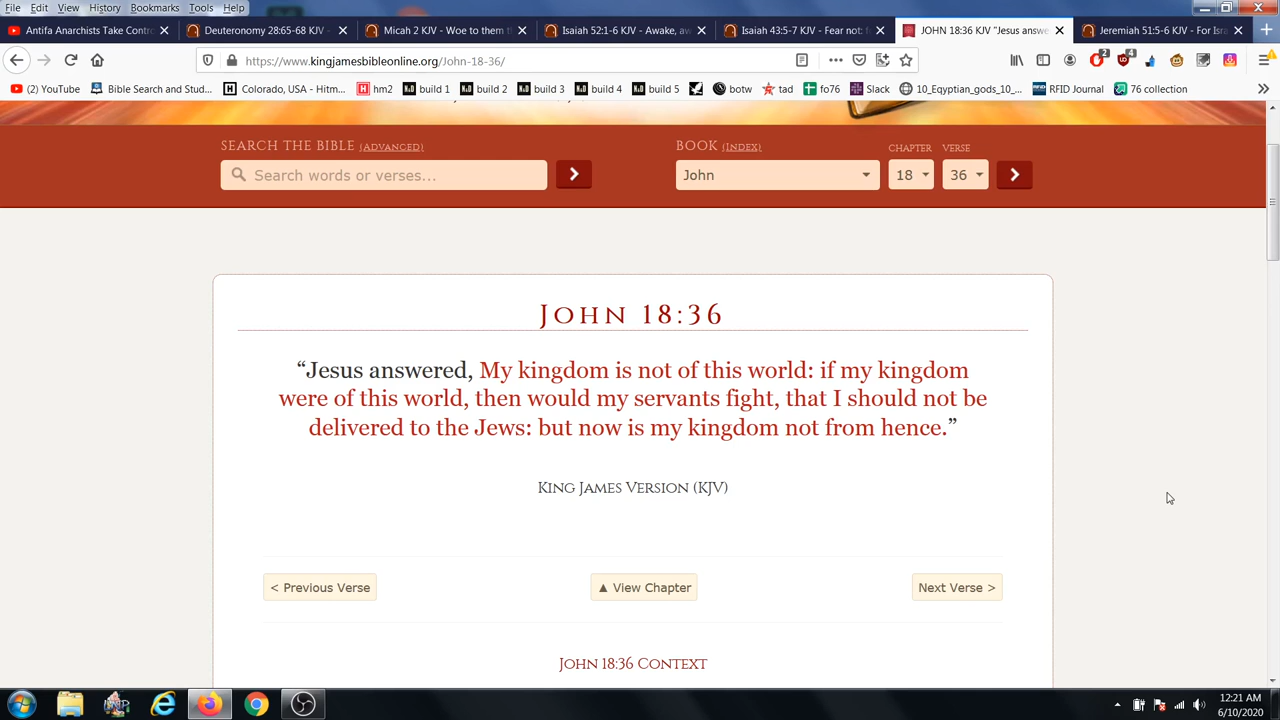 File Edit View History Bookmarks Tools Help
Antifa Anarchists Take Contro
Deuteronomy 28:65-68 KJV -
Micah 2 KJV - Woe to them t
Isaiah 52:1-6 KJV - Awake, aw
Isaiah 43:5-7 KJV - Fear not: f
JOHN 18:36 KJV "Jesus answe
Jeremiah 51:5-6 KJV - For Isra
https://www.kingjamesbibleonline.org/John-18-36/
2
4
(2) YouTube
Bible Search and Stud...
Colorado, USA - Hitm...
hm2
build 1
build 2
build 3
build 4
build 5
botw
tad
fo76
10_Egyptian_gods_10_...
Slack
RFID Journal
76 collection
SEARCH THE BIBLE (ADVANCED)
BOOK (INDEX)
CHAPTER
VERSE
Search words or verses...
John
18
36
JOHN 18:36
“Jesus answered, My kingdom is not of this world: if my kingdom
were of this world, then would my servants fight, that I should not be
delivered to the Jews: but now is my kingdom not from hence.”
KING JAMES VERSION (KJV)
< Previous Verse
▲ View Chapter
Next Verse >
JOHN 18:36 CONTEXT
12:21 AM
6/10/2020